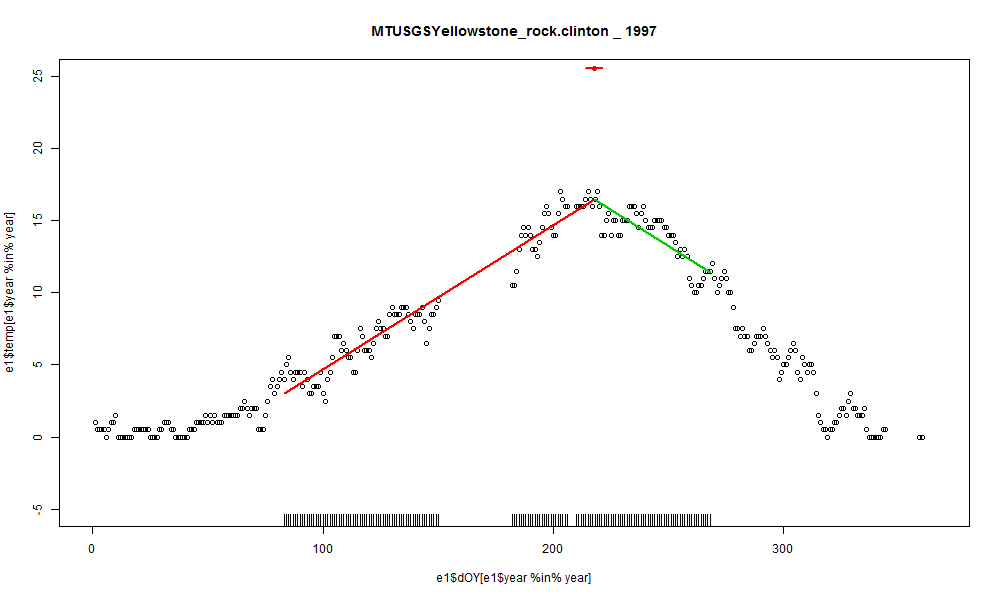 MTUSGSYellowstone_rock.clinton _ 1997
e1$temp[e1$year %in% year]
25
20
15
10
5
0
-5
0 100 200 300
e1$dOY[e1$year %in% year]